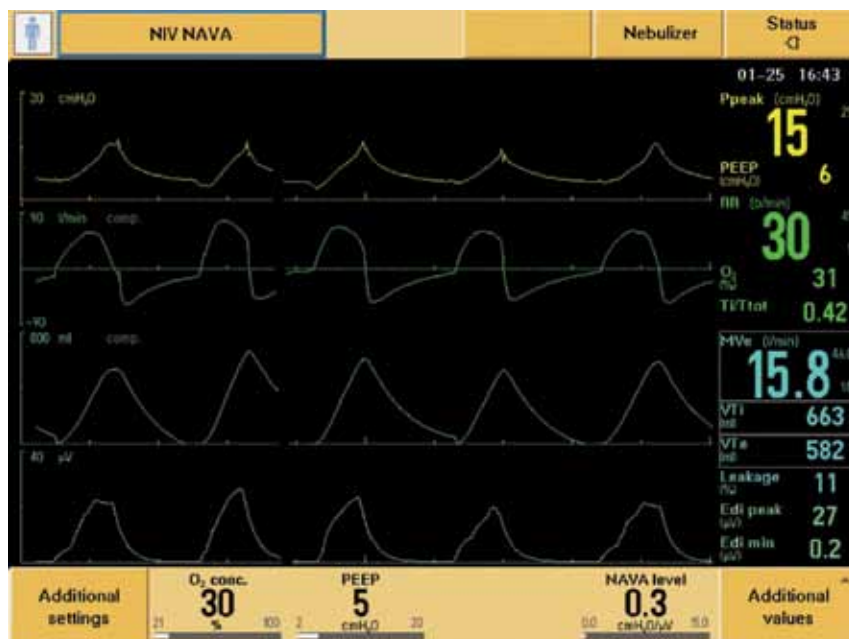 NIV NAVA
Nebulizer
Status
01-25 16:43
30 cmH₂O
Ppeak (cmH₂O)
15
PEEP
(cmH₂O)
6
90 l/min comp.
RR (b/min)
30
O₂
(%)
31
Ti/Ttot
0.42
-90
800 ml comp.
MVe (l/min)
15.8
VTi
(ml)
663
VTe
(ml)
582
40 µV
Leakage
(%)
11
Edi peak
(µV)
27
Edi min
(µV)
0.2
Additional
settings
O₂ conc.
30
21 % 100
PEEP
5
2 cmH₂O 20
NAVA level
0.3
0.0 cmH₂O/µV 15.0
Additional
values